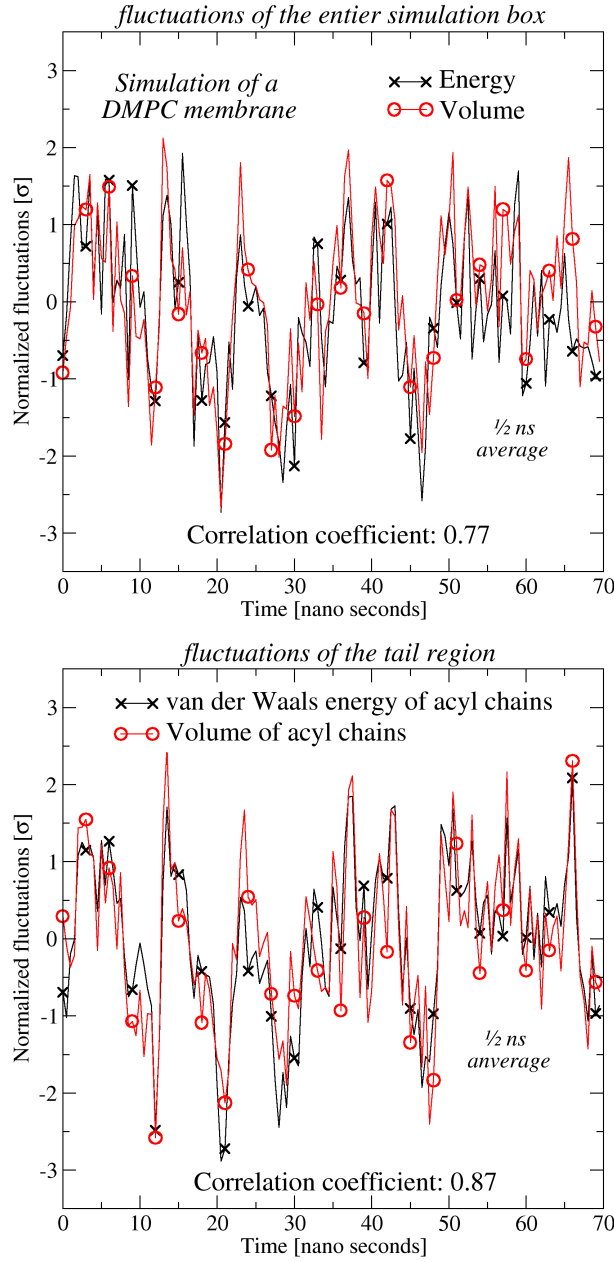 fluctuations of the entier simulation box
Simulation of a
DMPC membrane
Energy
Volume
Normalized fluctuations [σ]
3
2
1
0
-1
-2
-3
½ ns
average
Correlation coefficient: 0.77
0 10 20 30 40 50 60 70
Time [nano seconds]
fluctuations of the tail region
van der Waals energy of acyl chains
Volume of acyl chains
Normalized fluctuations [σ]
3
2
1
0
-1
-2
-3
½ ns
anverage
Correlation coefficient: 0.87
0 10 20 30 40 50 60 70
Time [nano seconds]